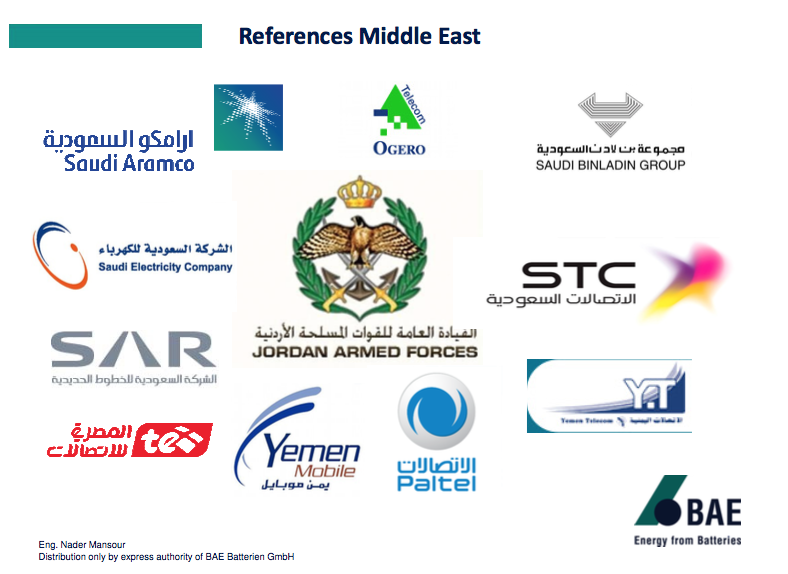 References Middle East
ارامكو السعودية
Saudi Aramco
Telecom
OGERO
مجموعة بن لادن السعودية
SAUDI BINLADIN GROUP
الشركة السعودية للكهرباء
Saudi Electricity Company
القيادة العامة للقوات المسلحة الأردنية
JORDAN ARMED FORCES
STC
الاتصالات السعودية
SAR
الشركة السعودية للخطوط الحديدية
Y.T
Yemen Telecom
الاتصالات اليمنية
المصرية
للاتصالات
te
Yemen
Mobile
يمن موبايل
الاتصالات
Paltel
BAE
Energy from Batteries
Eng. Nader Mansour
Distribution only by express authority of BAE Batterien GmbH